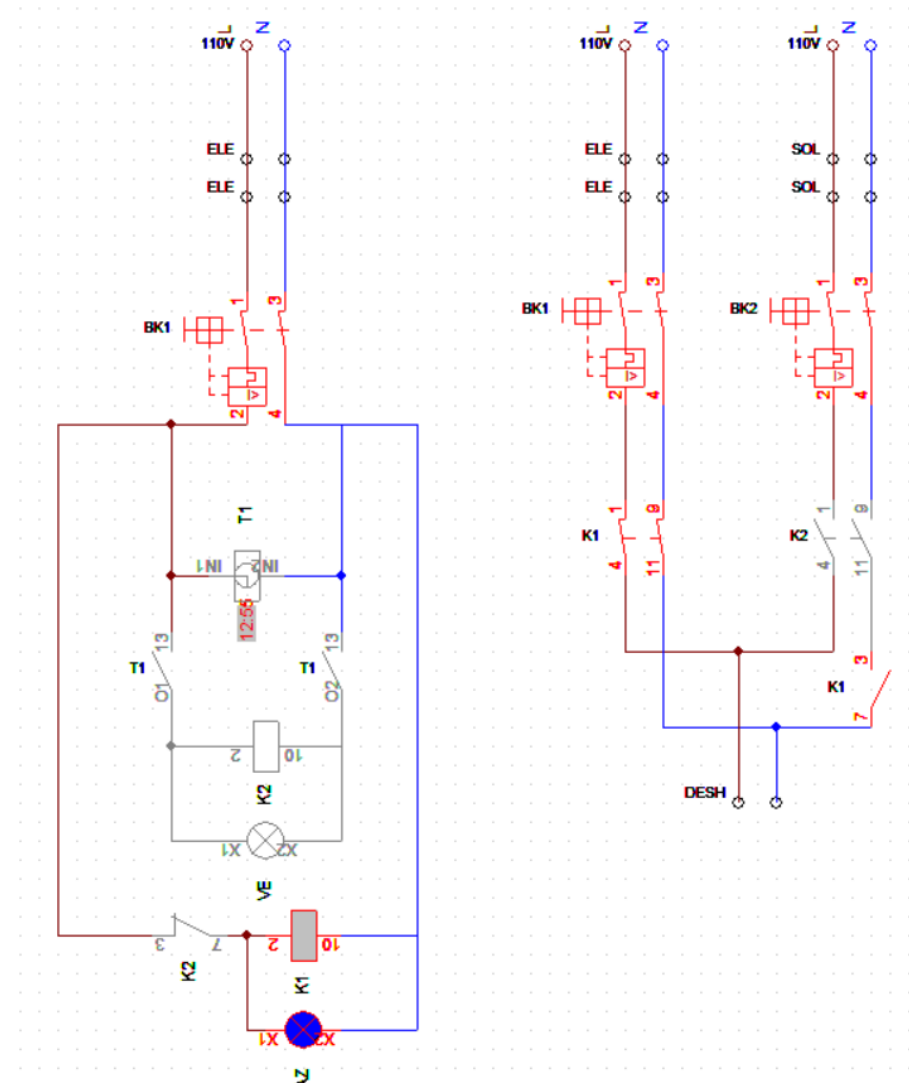 L N L N L N
110V 110V 110V
ELE ELE SOL
ELE ELE SOL
1 3 1 3 1 3
BK1 BK1 BK2
I> I> I>
2 4 2 4 2 4
T1 1 9 1 9
K1 K2
4 11 4 11
IN1 IN2
12:55
13 13
T1 T1
O1 O2
3
K1
7
2 10
K2
DESH
X1 X2
VE
3 7 2 10
K2 K1
X1 X2
AZ